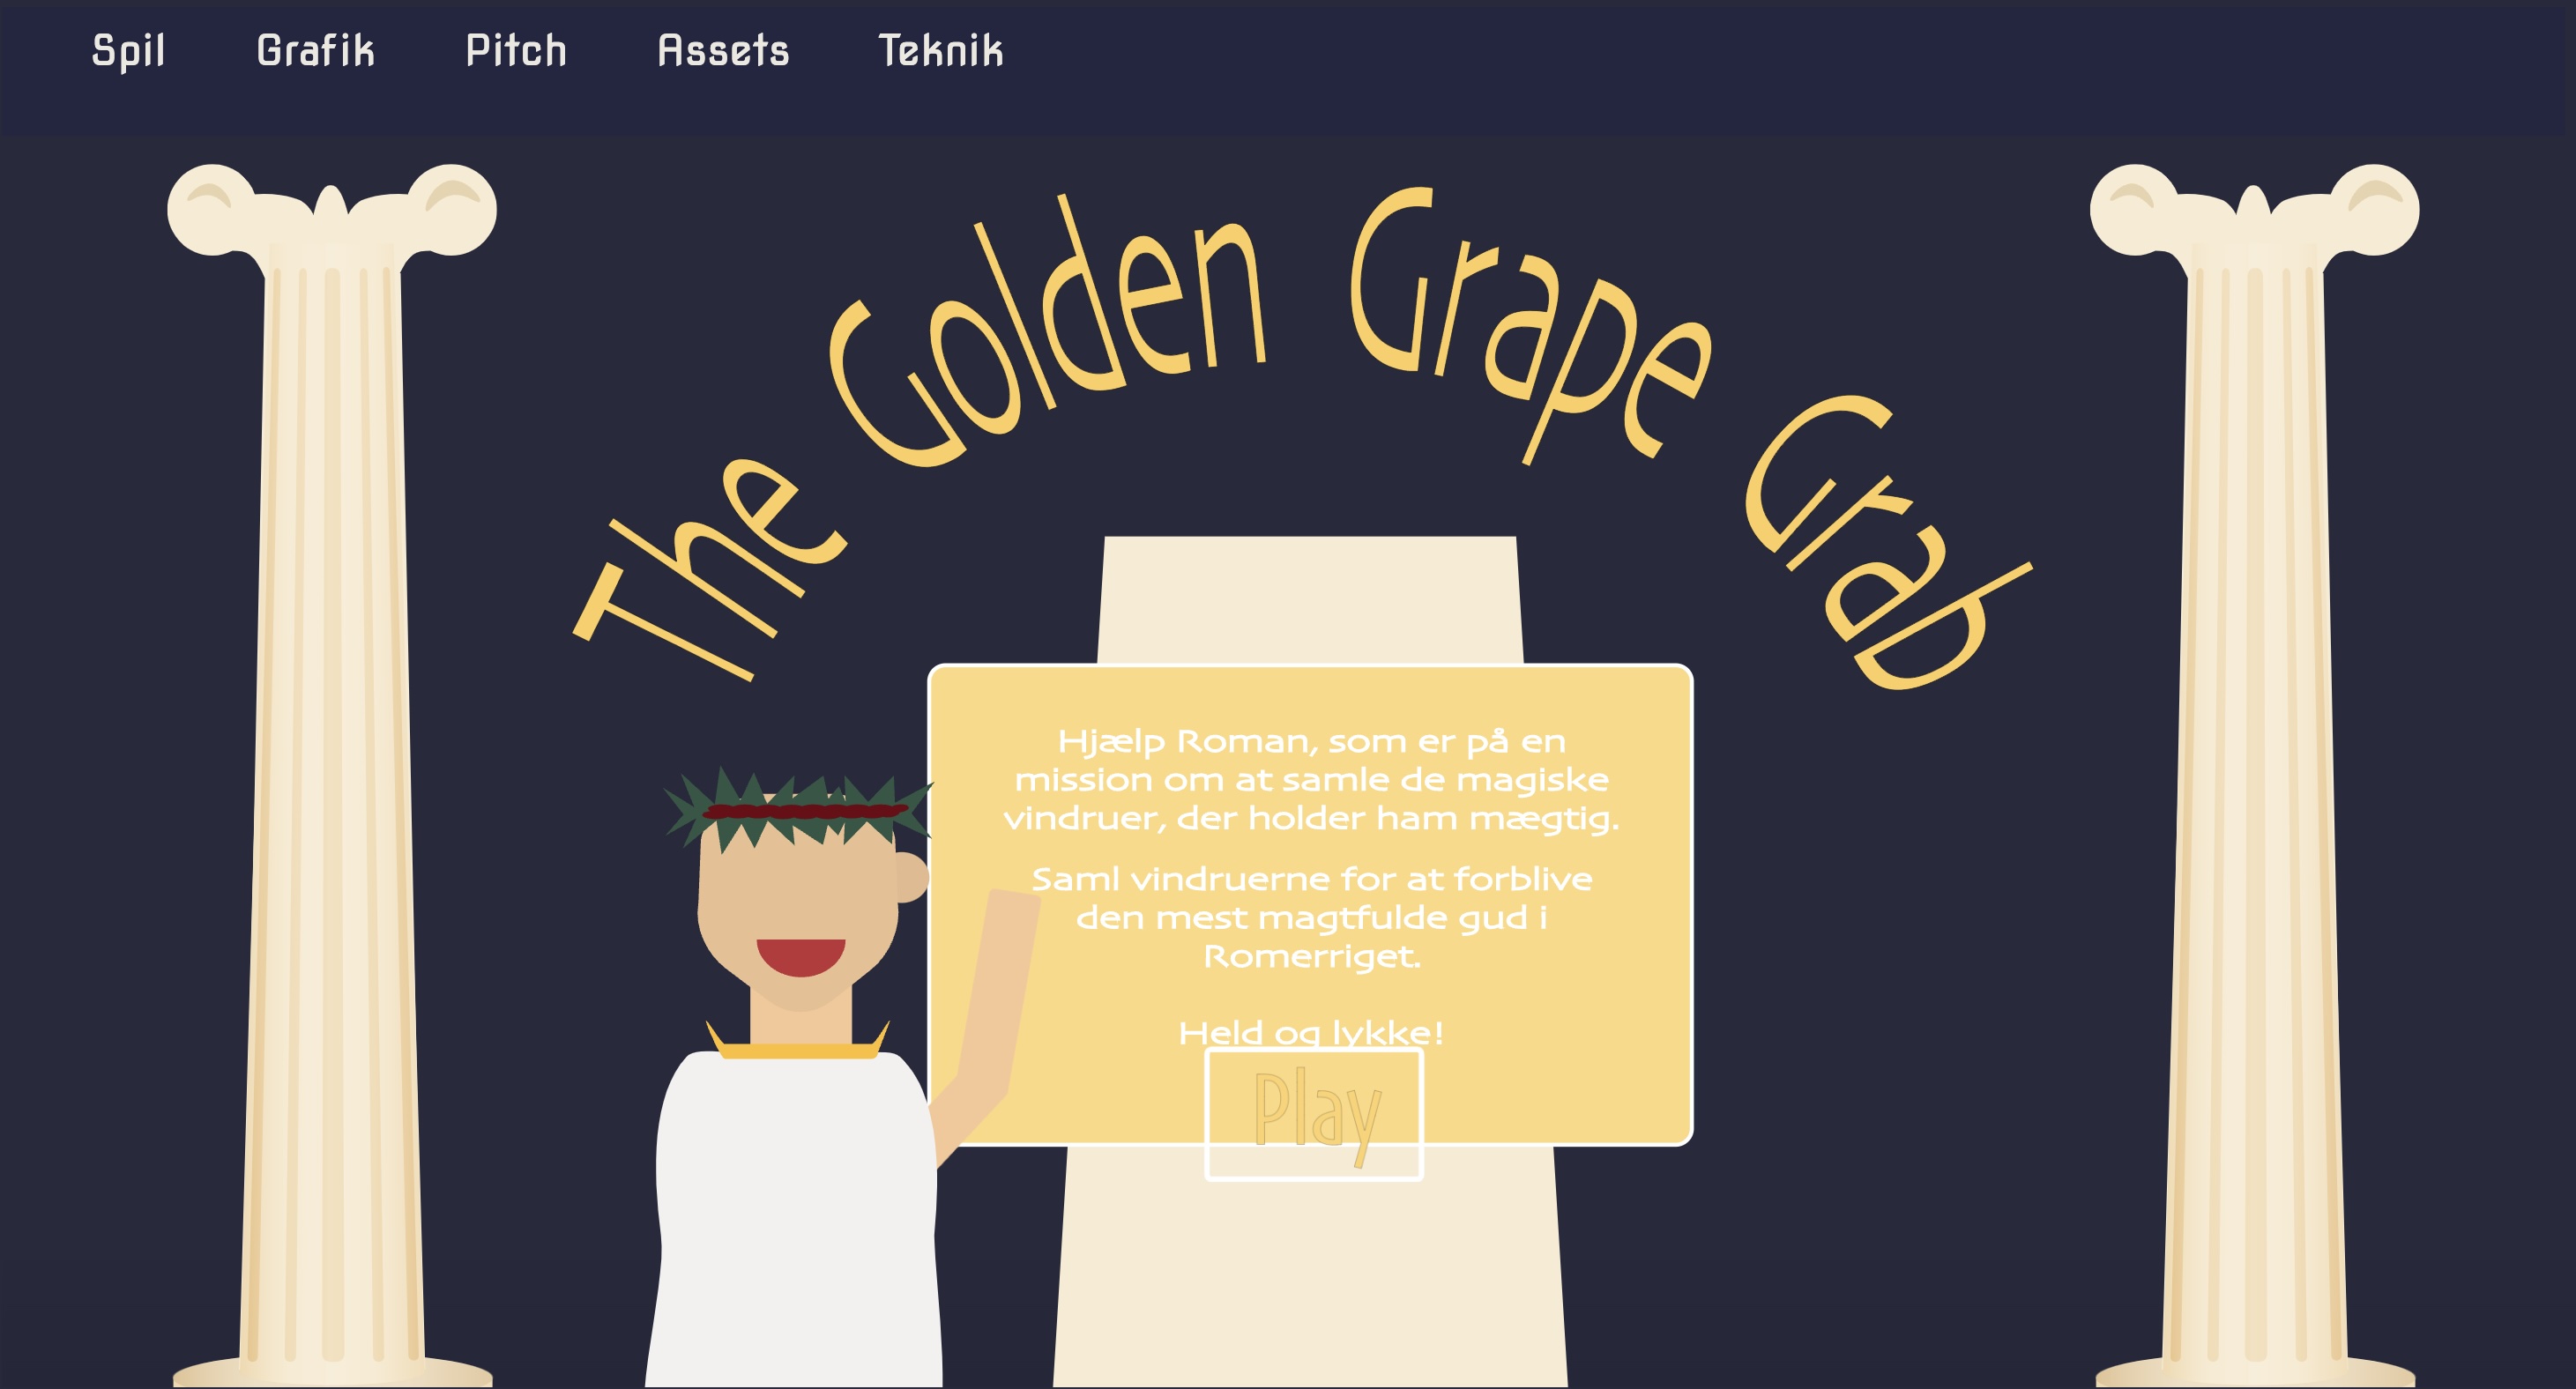 Spil Grafik Pitch Assets Teknik
The Golden Grape Grab
Hjælp Roman, som er på en
mission om at samle de magiske
vindruer, der holder ham mægtig.
Saml vindruerne for at forblive
den mest magtfulde gud i
Romerriget.
Held og lykke!
Play